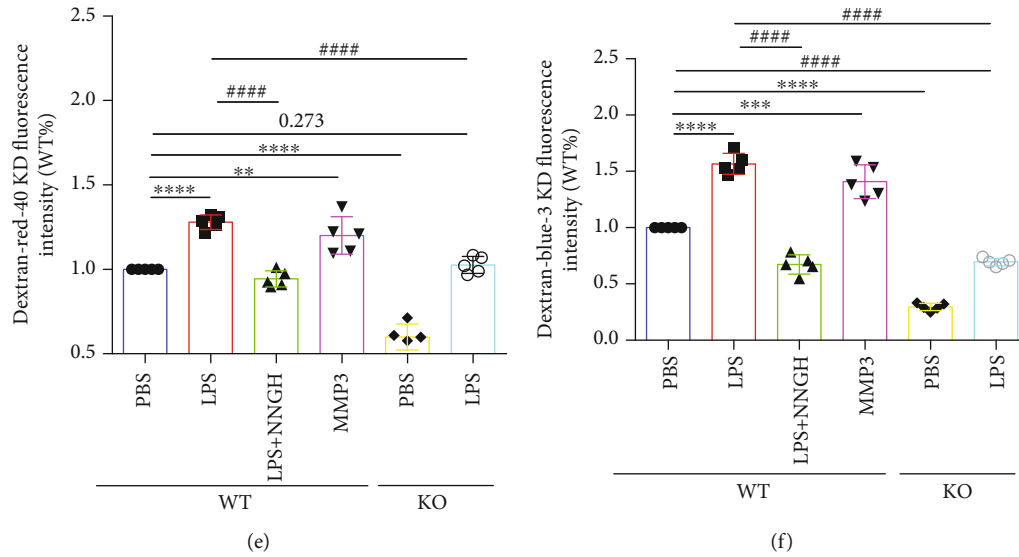 Dextran-red-40 KD fluorescence
intensity (WT%)
2.5
2.0
1.5
1.0
0.5
####
####
0.273
****
**
****
PBS
LPS
LPS+NNGH
MMP3
PBS
LPS
WT
KO
(e)
Dextran-blue-3 KD fluorescence
intensity (WT%)
2.5
2.0
1.5
1.0
0.5
0.0
####
####
####
****
***
****
PBS
LPS
LPS+NNGH
MMP3
PBS
LPS
WT
KO
(f)